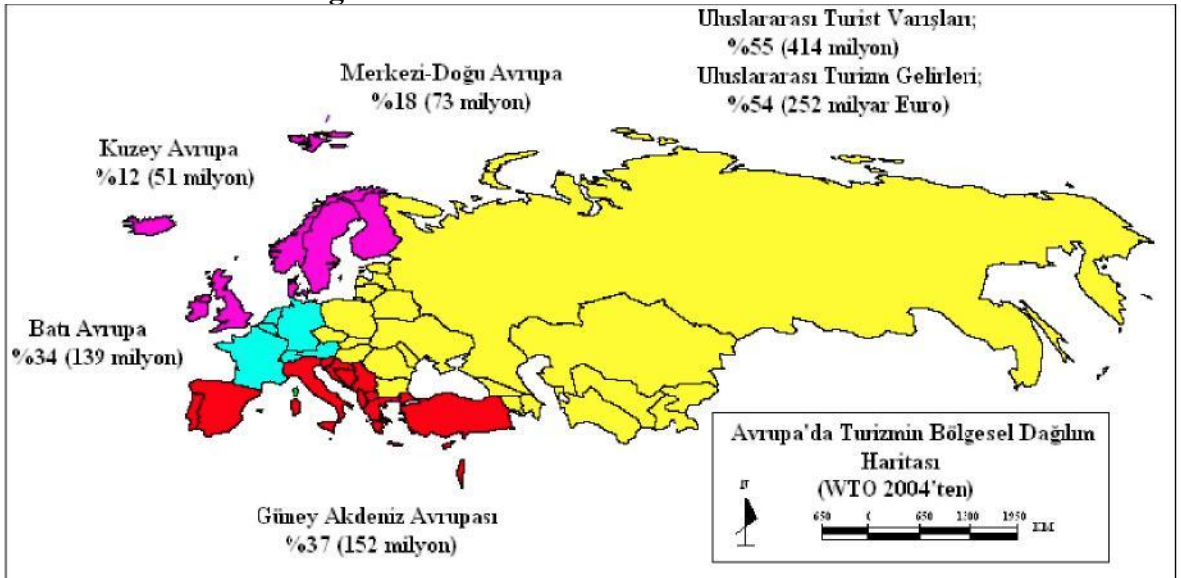 Uluslararası Turist Varışları;
%55 (414 milyon)
Uluslararası Turizm Gelirleri;
%54 (252 milyar Euro)
Merkezi-Doğu Avrupa
%18 (73 milyon)
Kuzey Avrupa
%12 (51 milyon)
Batı Avrupa
%34 (139 milyon)
Güney Akdeniz Avrupası
%37 (152 milyon)
Avrupa'da Turizmin Bölgesel Dağılım
Haritası
(WTO 2004'ten)
N
650 0 650 1300 1950 KM